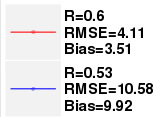 R=0.6
RMSE=4.11
Bias=3.51
R=0.53
RMSE=10.58
Bias=9.92